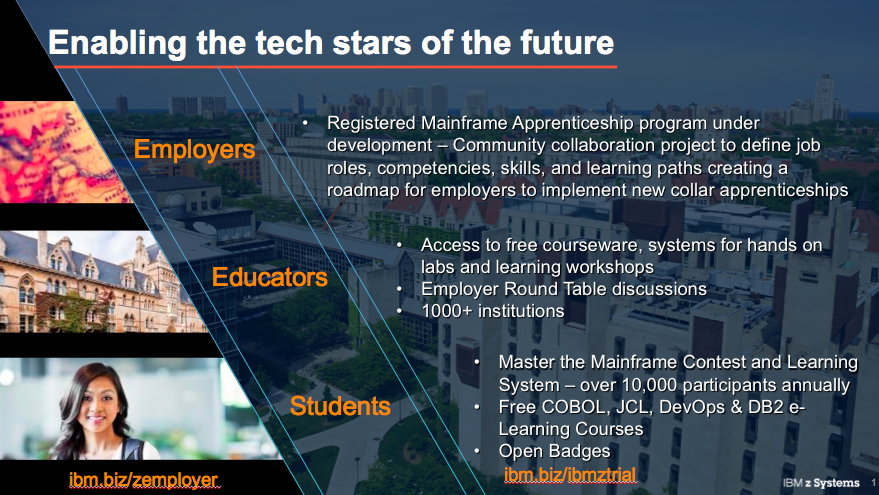 Enabling the tech stars of the future
Employers
• Registered Mainframe Apprenticeship program under
development – Community collaboration project to define job
roles, competencies, skills, and learning paths creating a
roadmap for employers to implement new collar apprenticeships
Educators
• Access to free courseware, systems for hands on
labs and learning workshops
• Employer Round Table discussions
• 1000+ institutions
Students
• Master the Mainframe Contest and Learning
System – over 10,000 participants annually
• Free COBOL, JCL, DevOps & DB2 e-
Learning Courses
• Open Badges
ibm.biz/zemployer
ibm.biz/ibmztrial
IBM z Systems 1